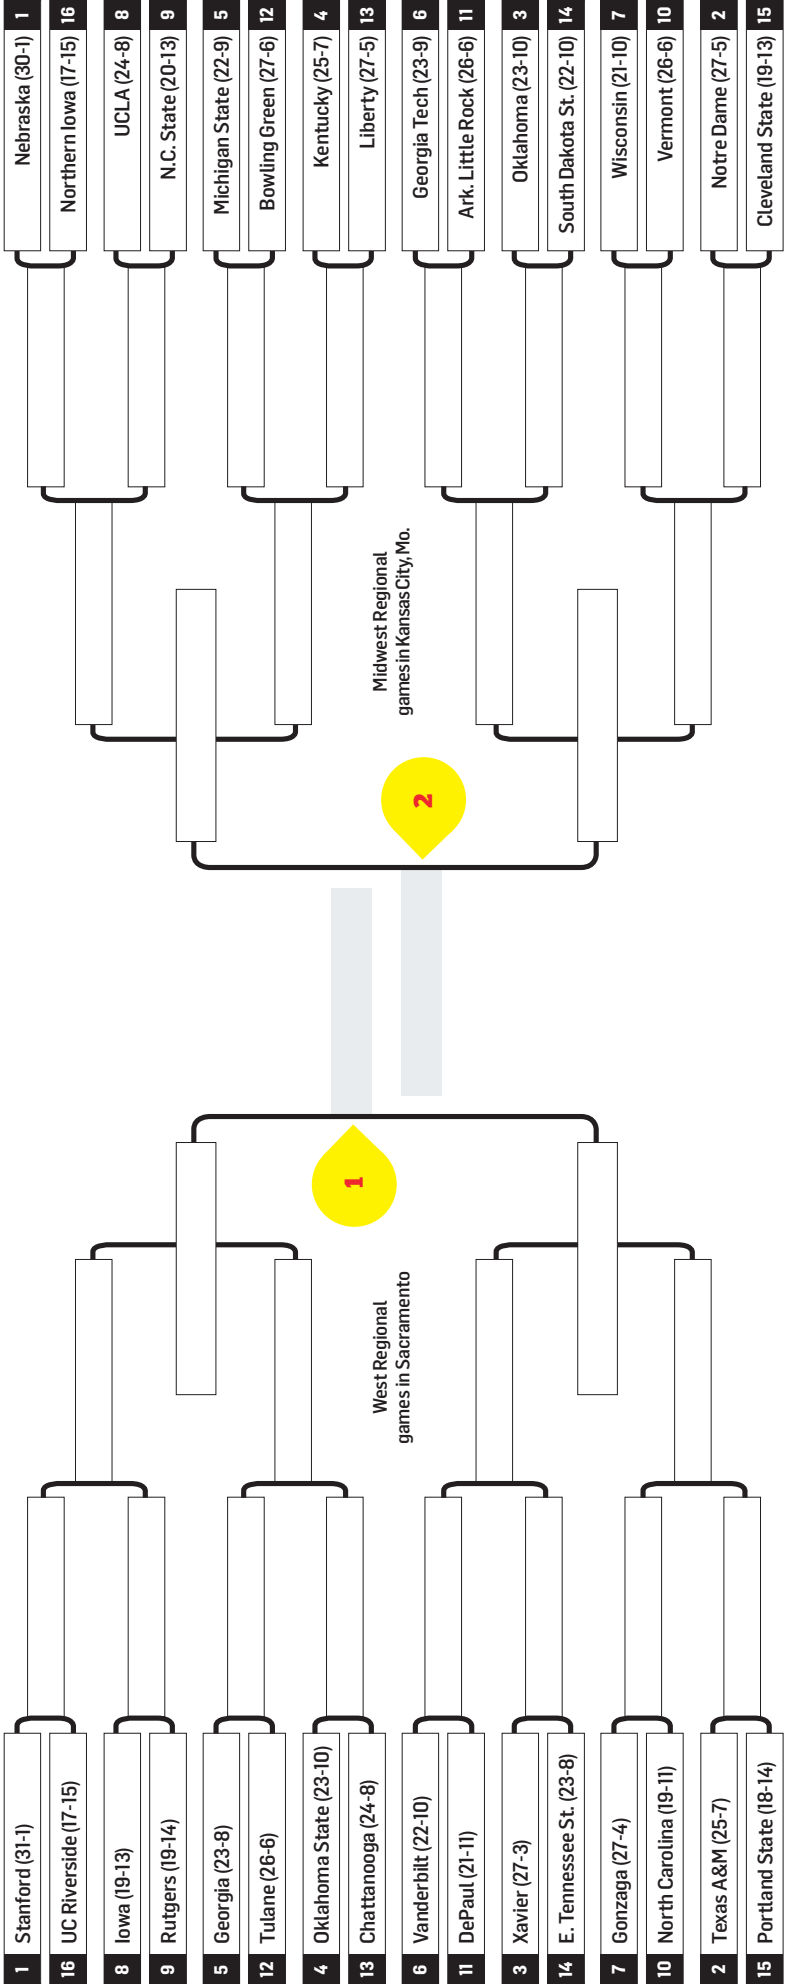 1 Stanford (31-1)
16 UC Riverside (17-15)
8 Iowa (19-13)
9 Rutgers (19-14)
5 Georgia (23-8)
12 Tulane (26-6)
4 Oklahoma State (23-10)
13 Chattanooga (24-8)
6 Vanderbilt (22-10)
11 DePaul (21-11)
3 Xavier (27-3)
14 E. Tennessee St. (23-8)
7 Gonzaga (27-4)
10 North Carolina (19-11)
2 Texas A&M (25-7)
15 Portland State (18-14)
West Regional
games in Sacramento
1
2
Midwest Regional
games in Kansas City, Mo.
Nebraska (30-1) 1
Northern Iowa (17-15) 16
UCLA (24-8) 8
N.C. State (20-13) 9
Michigan State (22-9) 5
Bowling Green (27-6) 12
Kentucky (25-7) 4
Liberty (27-5) 13
Georgia Tech (23-9) 6
Ark. Little Rock (26-6) 11
Oklahoma (23-10) 3
South Dakota St. (22-10) 14
Wisconsin (21-10) 7
Vermont (26-6) 10
Notre Dame (27-5) 2
Cleveland State (19-13) 15